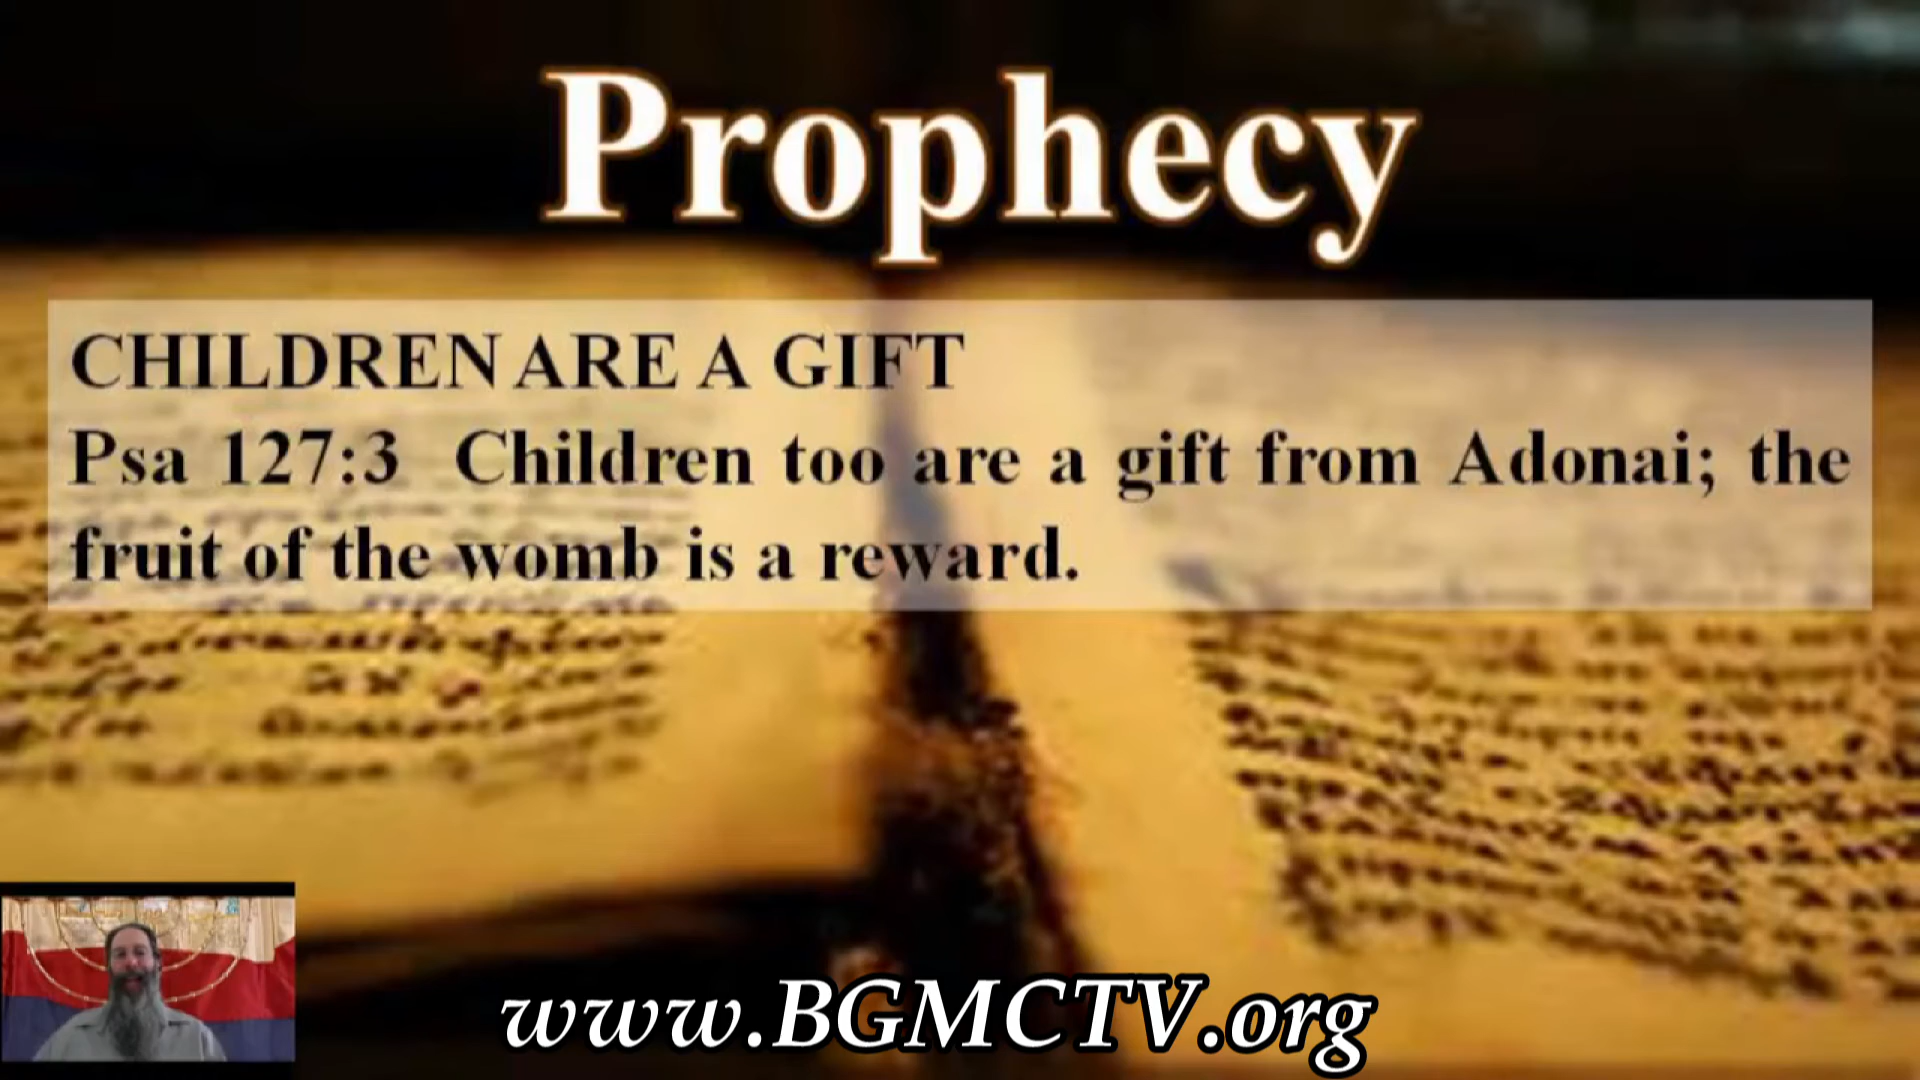 Prophecy
CHILDREN ARE A GIFT
Psa 127:3 Children too are a gift from Adonai; the
fruit of the womb is a reward.
www.BGMCTV.org